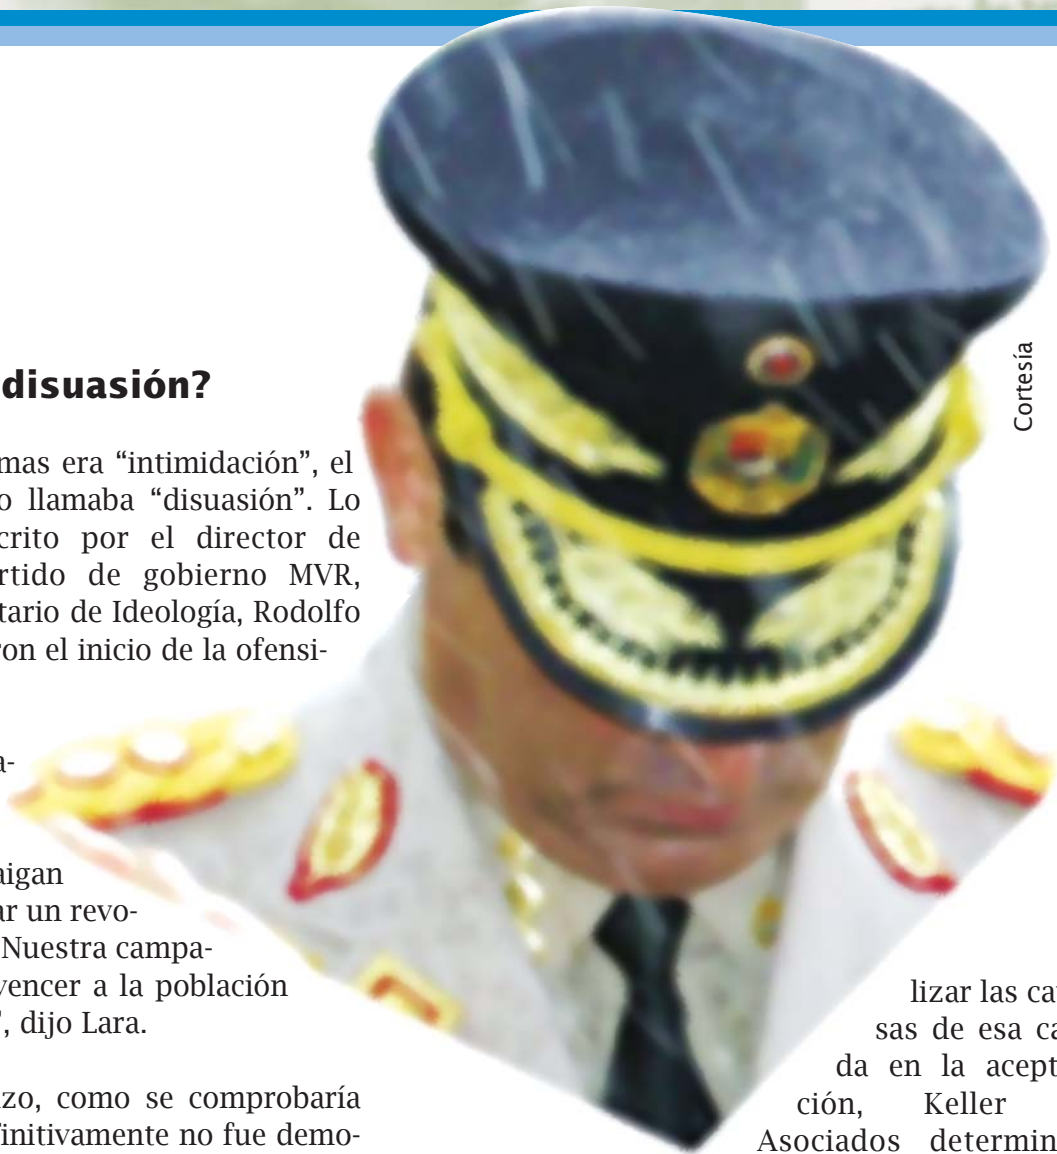 disuasión?
mas era “intimidación”, el
o llamaba “disuasión”. Lo
crito por el director de
rtido de gobierno MVR,
tario de Ideología, Rodolfo
ron el inicio de la ofensi-
a-
aigan
ar un revo-
Nuestra campa-
vencer a la población
”, dijo Lara.
zo, como se comprobaría
finitivamente no fue demo-
Cortesía
lizar las ca
sas de esa ca
da en la acept
ción, Keller
Asociados determin